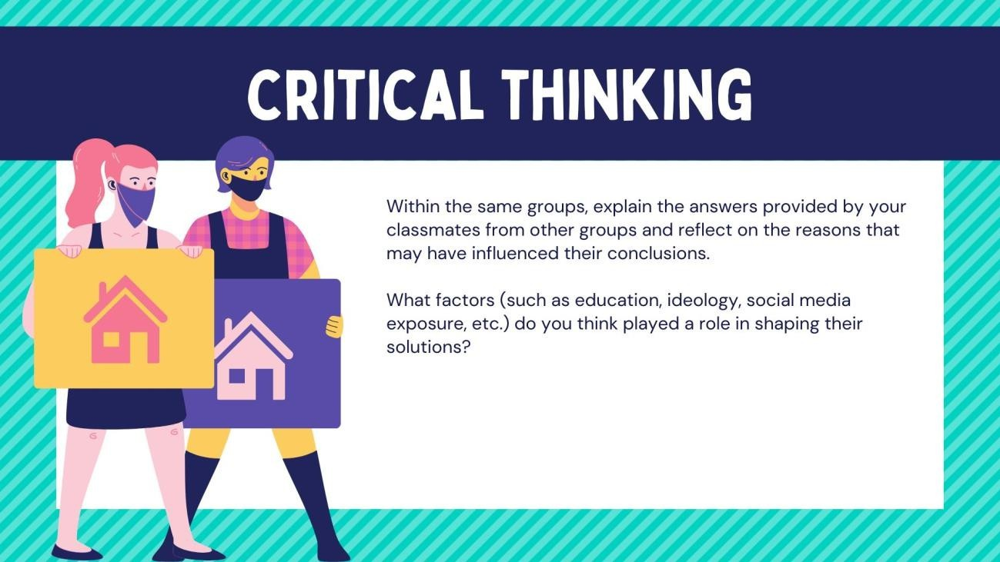 CRITICAL THINKING
Within the same groups, explain the answers provided by your
classmates from other groups and reflect on the reasons that
may have influenced their conclusions.
What factors (such as education, ideology, social media
exposure, etc.) do you think played a role in shaping their
solutions?